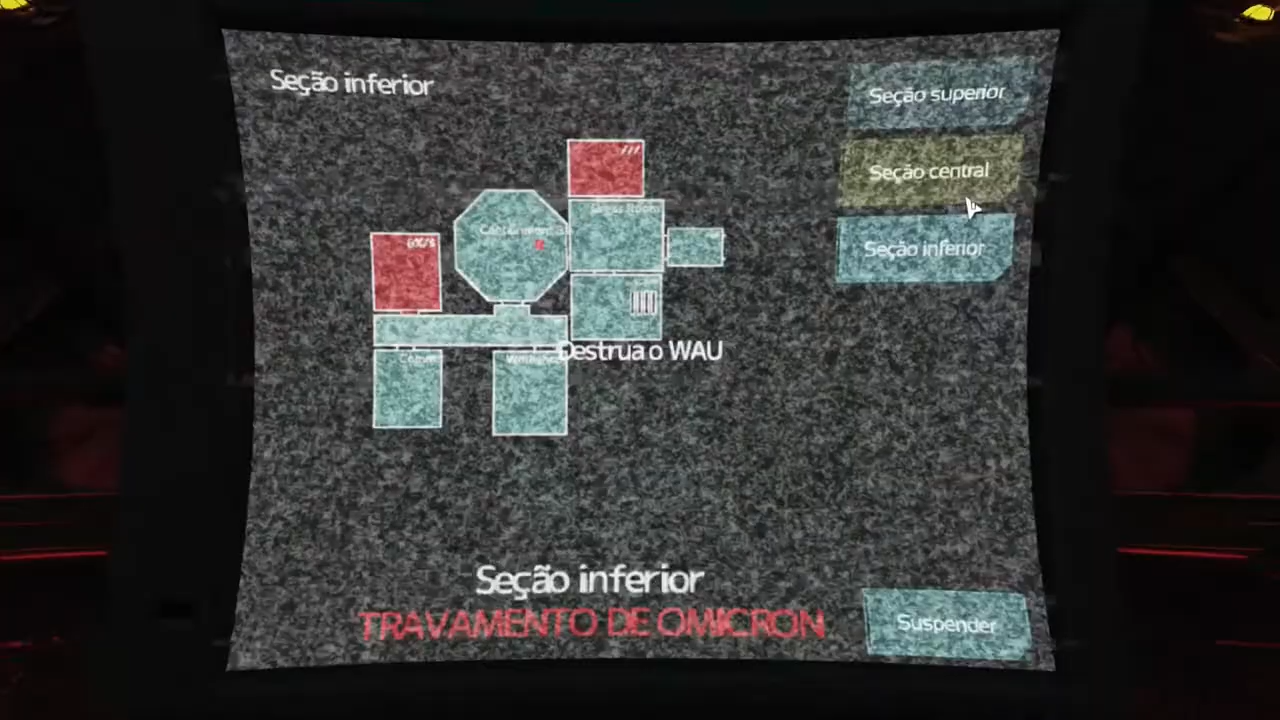 Seção inferior
Seção superior
Seção central
Seção inferior
Destrua o WAU
Seção inferior
TRAVAMENTO DE OMICRON
Suspender